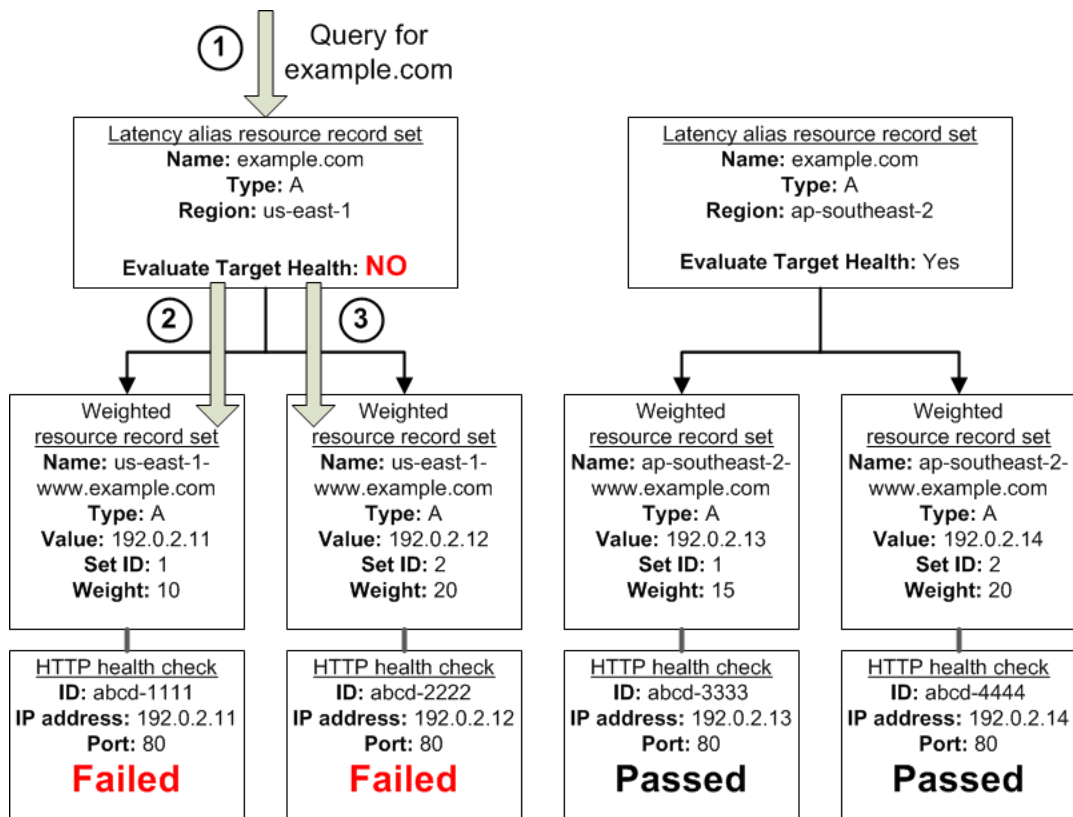 1
Query for
example.com
Latency alias resource record set
Name: example.com
Type: A
Region: us-east-1
Evaluate Target Health: NO
Latency alias resource record set
Name: example.com
Type: A
Region: ap-southeast-2
Evaluate Target Health: Yes
2
3
Weighted
resource record set
Name: us-east-1-
www.example.com
Type: A
Value: 192.0.2.11
Set ID: 1
Weight: 10
Weighted
resource record set
Name: us-east-1-
www.example.com
Type: A
Value: 192.0.2.12
Set ID: 2
Weight: 20
Weighted
resource record set
Name: ap-southeast-2-
www.example.com
Type: A
Value: 192.0.2.13
Set ID: 1
Weight: 15
Weighted
resource record set
Name: ap-southeast-2-
www.example.com
Type: A
Value: 192.0.2.14
Set ID: 2
Weight: 20
HTTP health check
ID: abcd-1111
IP address: 192.0.2.11
Port: 80
Failed
HTTP health check
ID: abcd-2222
IP address: 192.0.2.12
Port: 80
Failed
HTTP health check
ID: abcd-3333
IP address: 192.0.2.13
Port: 80
Passed
HTTP health check
ID: abcd-4444
IP address: 192.0.2.14
Port: 80
Passed